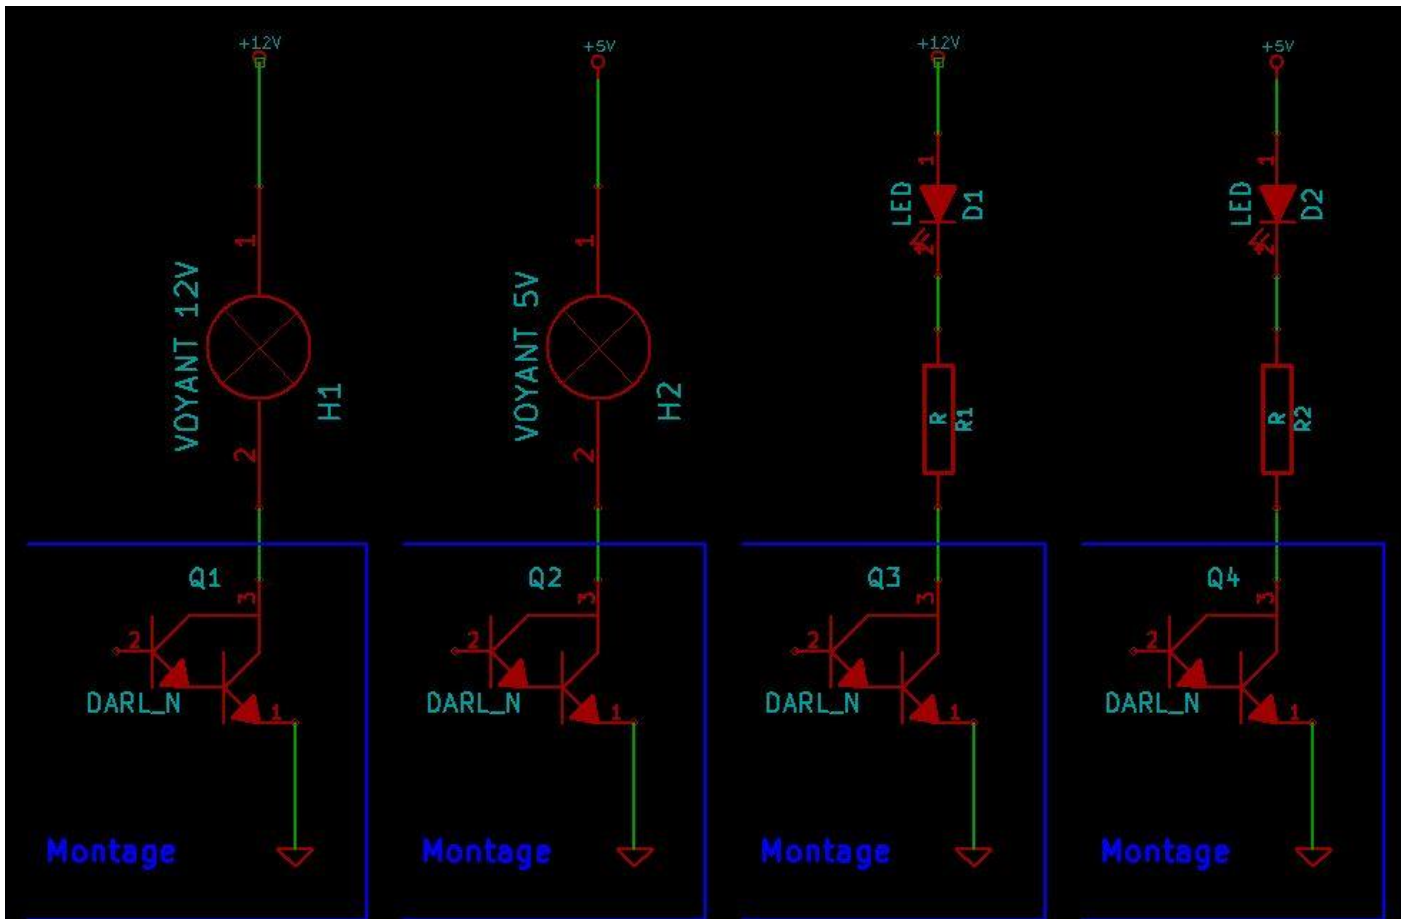 +12V
+5V
+12V
+5V
1
1
1
1
LED
D1
LED
D2
2
2
VOYANT 12V
H1
VOYANT 5V
H2
R
R1
R
R2
2
2
Q1
3
Q2
3
Q3
3
Q4
3
2
2
2
2
DARL_N
1
DARL_N
1
DARL_N
1
DARL_N
1
Montage
Montage
Montage
Montage